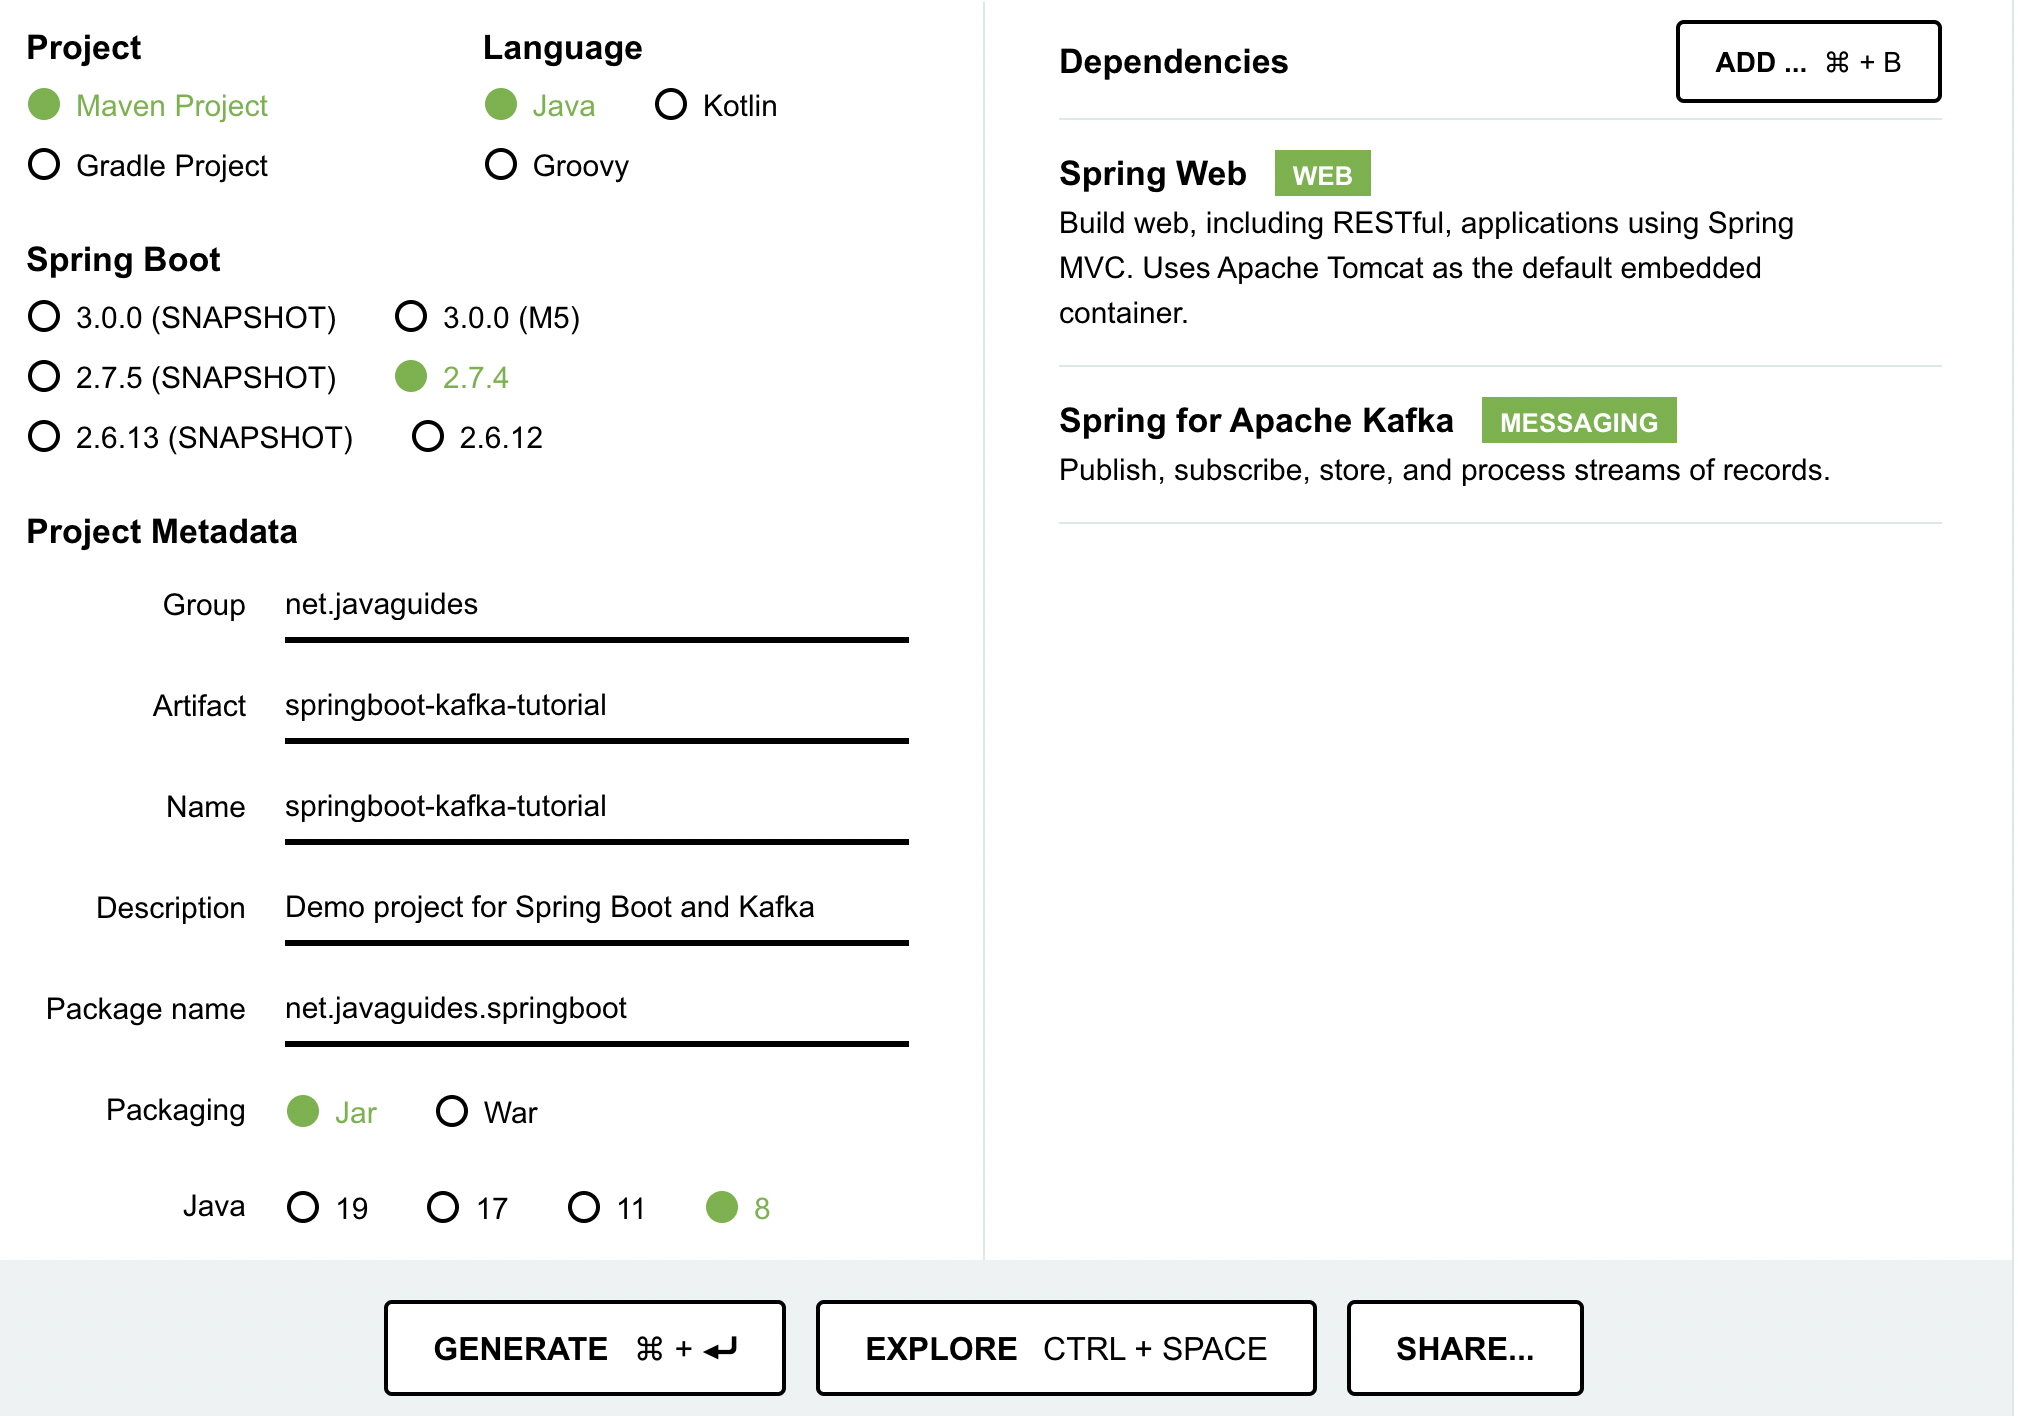 Project
Maven Project
Gradle Project
Language
Java Kotlin
Groovy
Spring Boot
3.0.0 (SNAPSHOT) 3.0.0 (M5)
2.7.5 (SNAPSHOT) 2.7.4
2.6.13 (SNAPSHOT) 2.6.12
Project Metadata
Group net.javaguides
Artifact springboot-kafka-tutorial
Name springboot-kafka-tutorial
Description Demo project for Spring Boot and Kafka
Package name net.javaguides.springboot
Packaging Jar War
Java 19 17 11 8
Dependencies
ADD ... ⌘ + B
Spring Web WEB
Build web, including RESTful, applications using Spring
MVC. Uses Apache Tomcat as the default embedded
container.
Spring for Apache Kafka MESSAGING
Publish, subscribe, store, and process streams of records.
GENERATE ⌘ + ↵
EXPLORE CTRL + SPACE
SHARE...